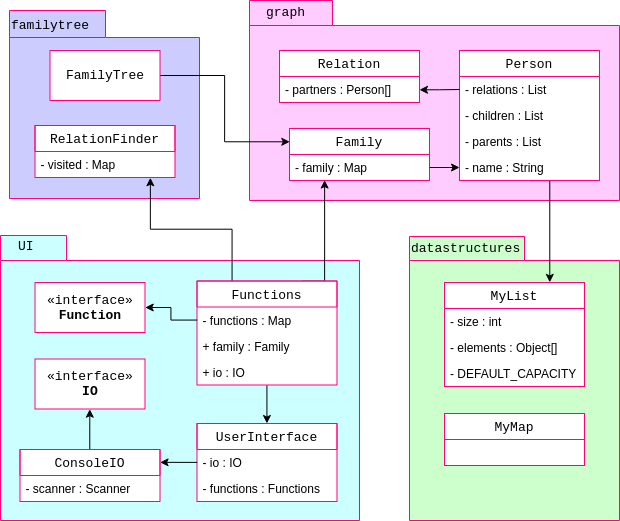 familytree
FamilyTree
RelationFinder
- visited : Map
graph
Relation
- partners : Person[]
Person
- relations : List
- children : List
- parents : List
- name : String
Family
- family : Map
UI
«interface»
Function
«interface»
IO
ConsoleIO
- scanner : Scanner
Functions
- functions : Map
+ family : Family
+ io : IO
UserInterface
- io : IO
- functions : Functions
datastructures
MyList
- size : int
- elements : Object[]
- DEFAULT_CAPACITY
MyMap